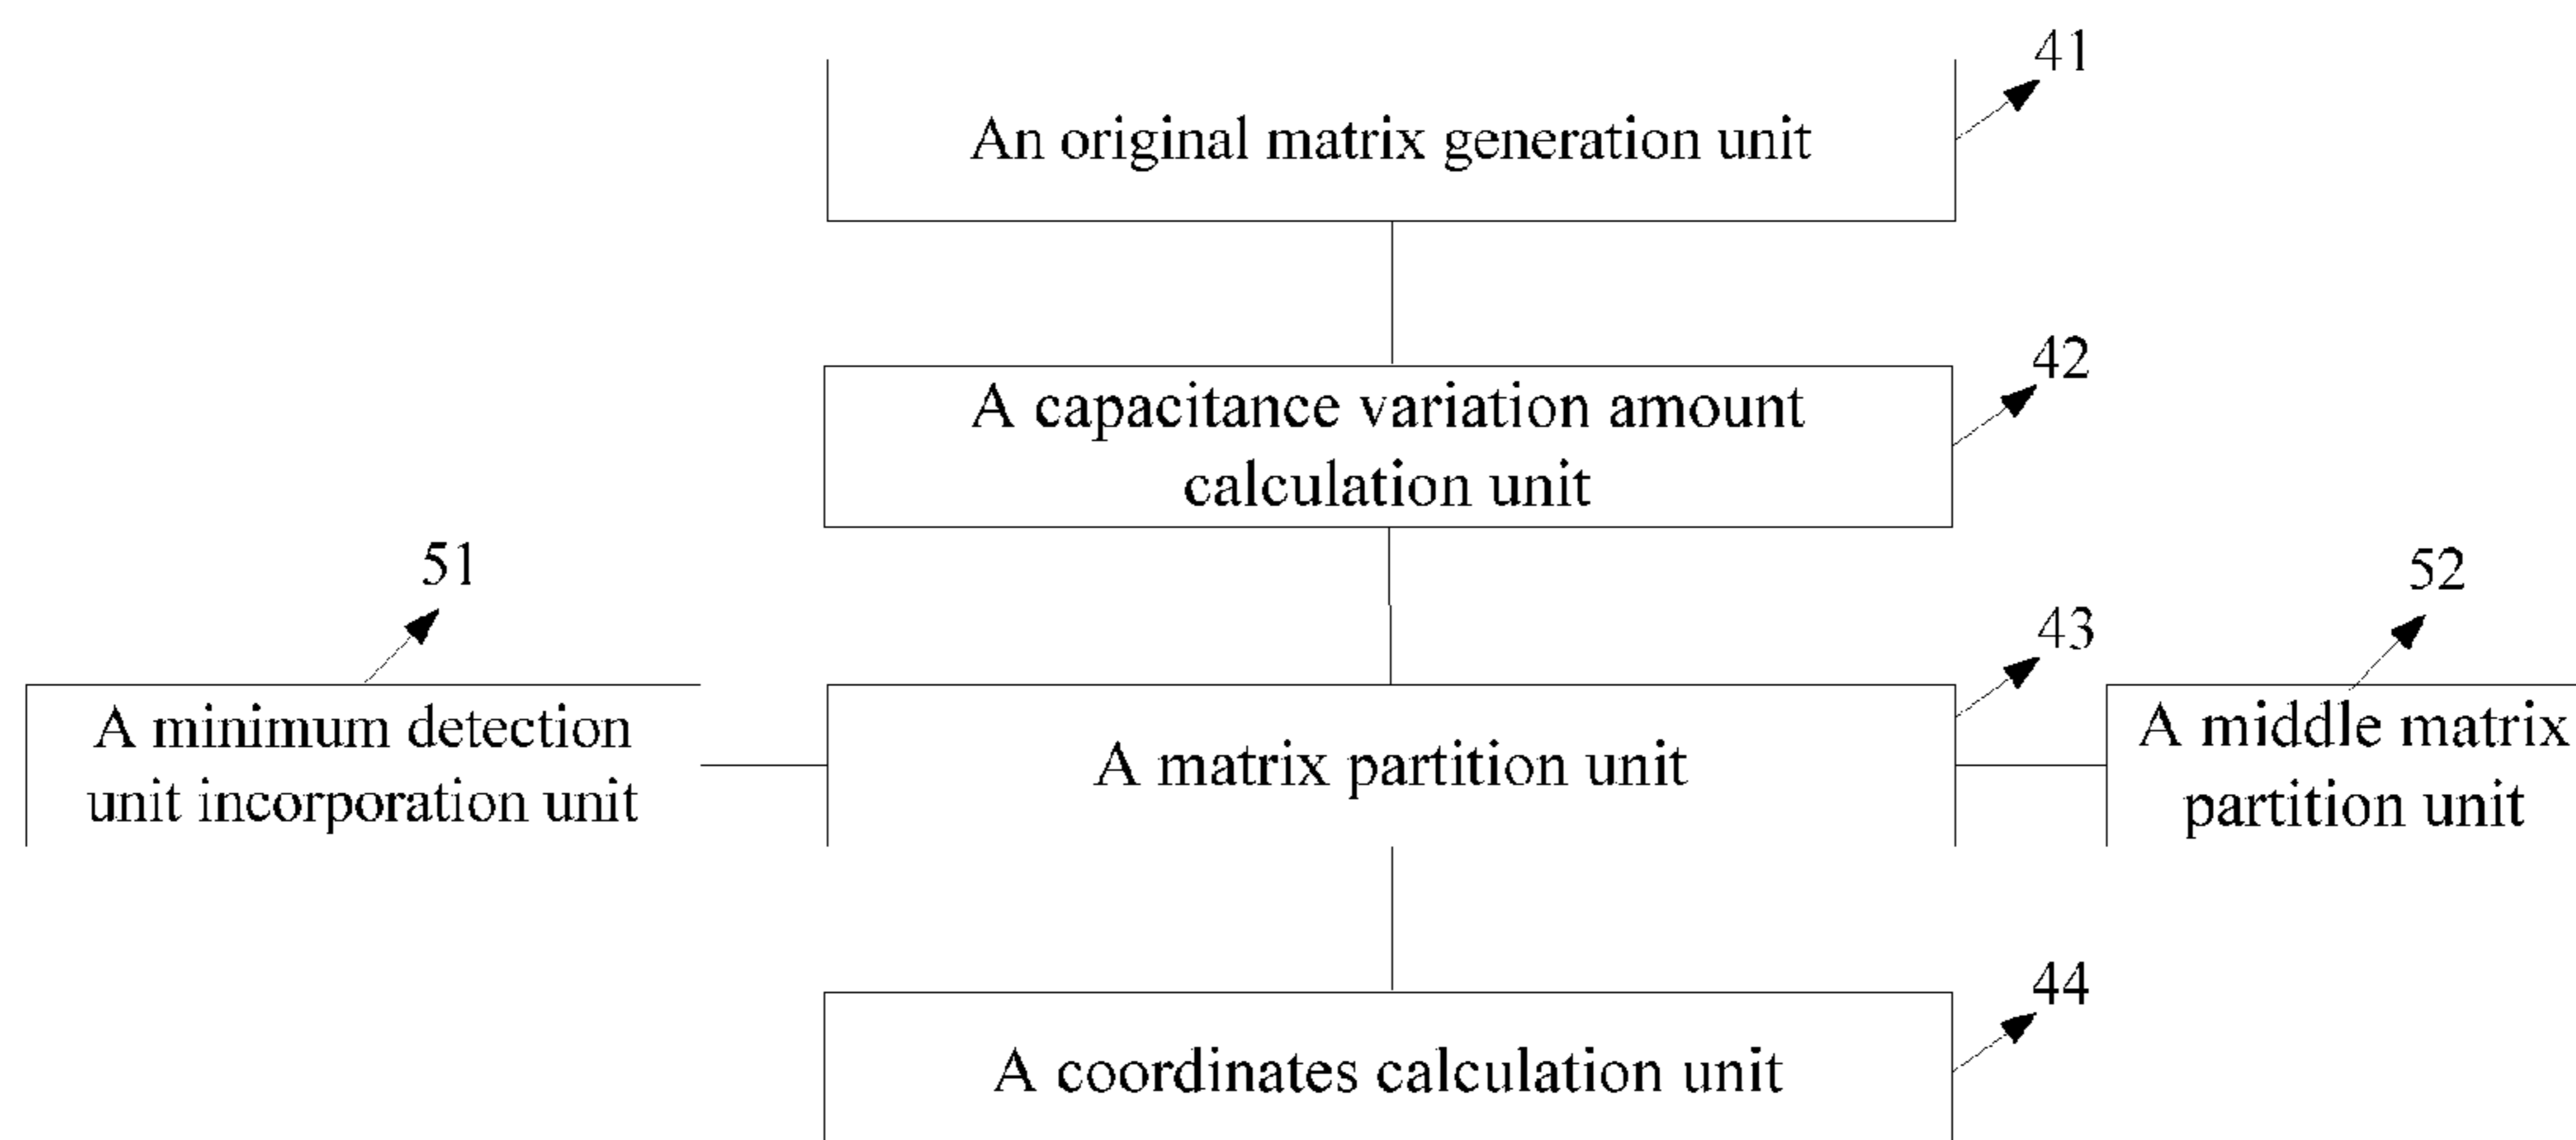 41
An original matrix generation unit
42
A capacitance variation amount
calculation unit
51
52
43
A minimum detection
unit incorporation unit
A matrix partition unit
A middle matrix
partition unit
44
A coordinates calculation unit